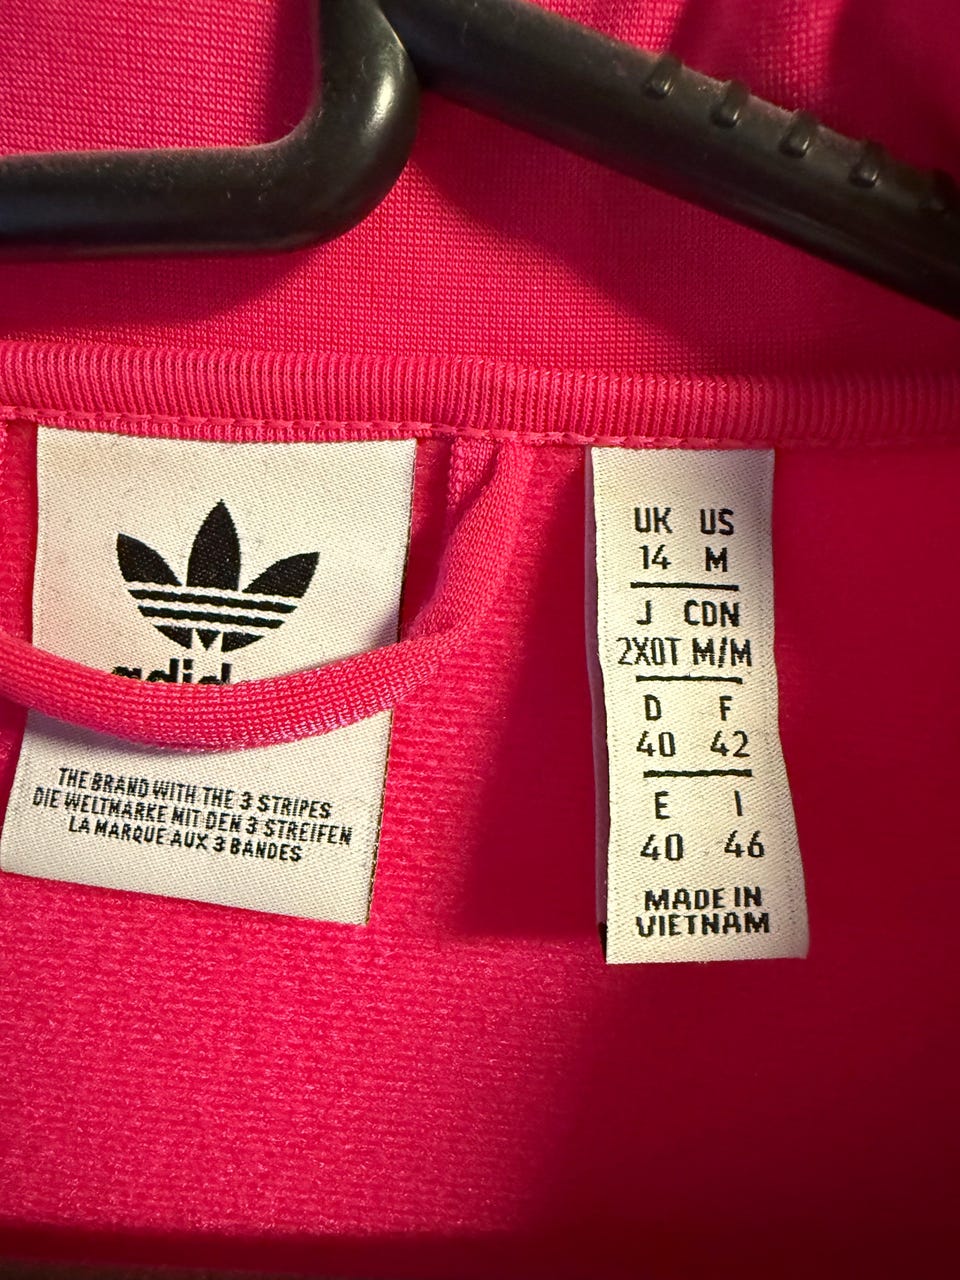 adid
THE BRAND WITH THE 3 STRIPES
DIE WELTMARKE MIT DEN 3 STREIFEN
LA MARQUE AUX 3 BANDES
UK US
14 M
J CDN
2XOT M/M
D F
40 42
E I
40 46
MADE IN
VIETNAM